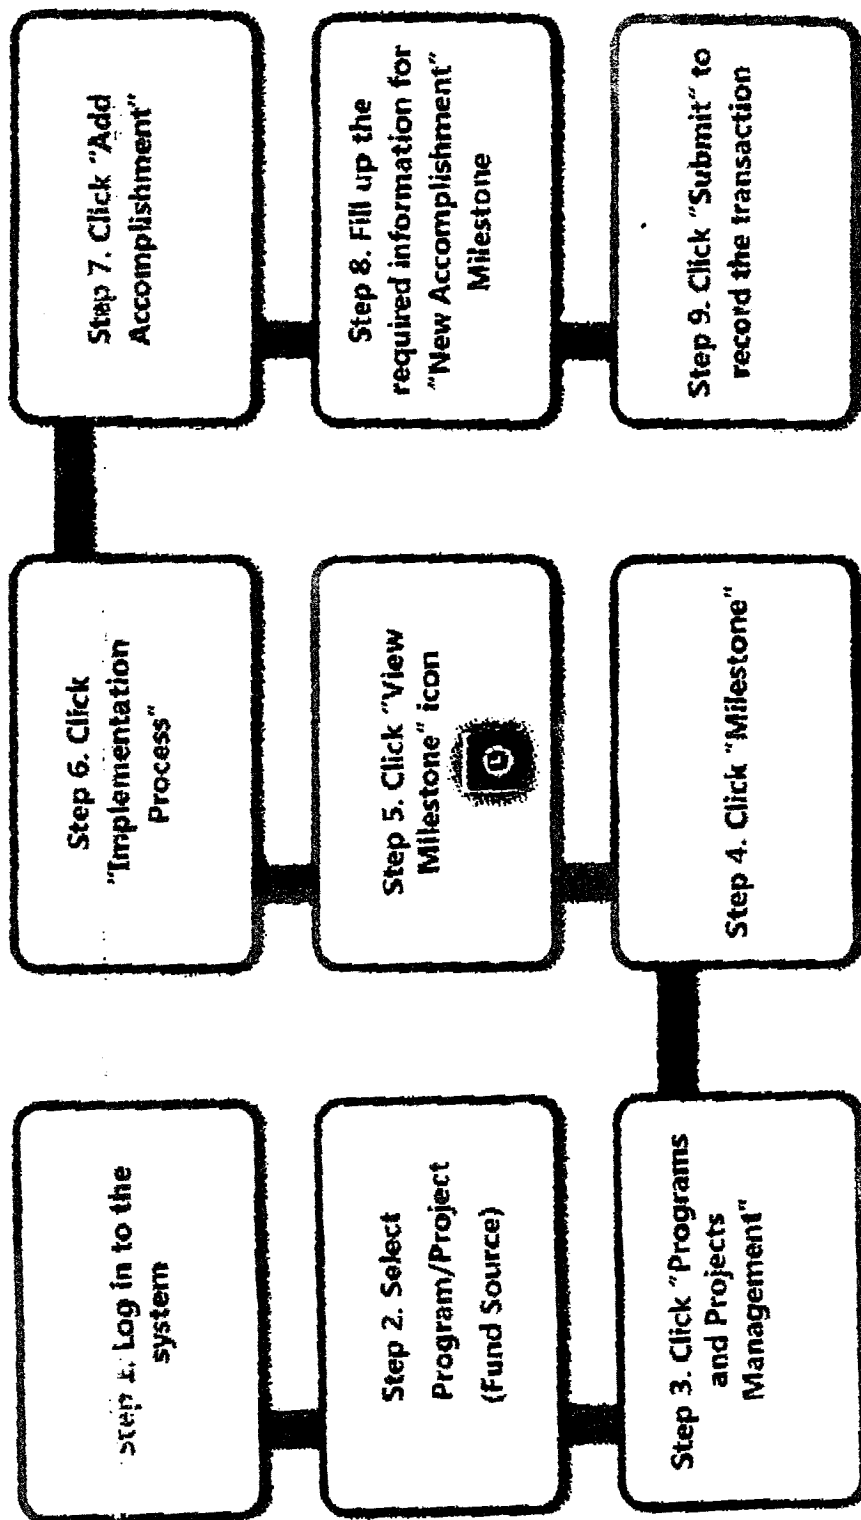 Step 1. Log in to the
system
Step 2. Select
Program/Project
(Fund Source)
Step 3. Click "Programs
and Projects
Management"
Step 4. Click "Milestone"
Step 5. Click "View
Milestone" icon
Step 6. Click
"Implementation
Process"
Step 7. Click "Add
Accomplishment"
Step 8. Fill up the
required information for
"New Accomplishment"
Milestone
Step 9. Click "Submit" to
record the transaction